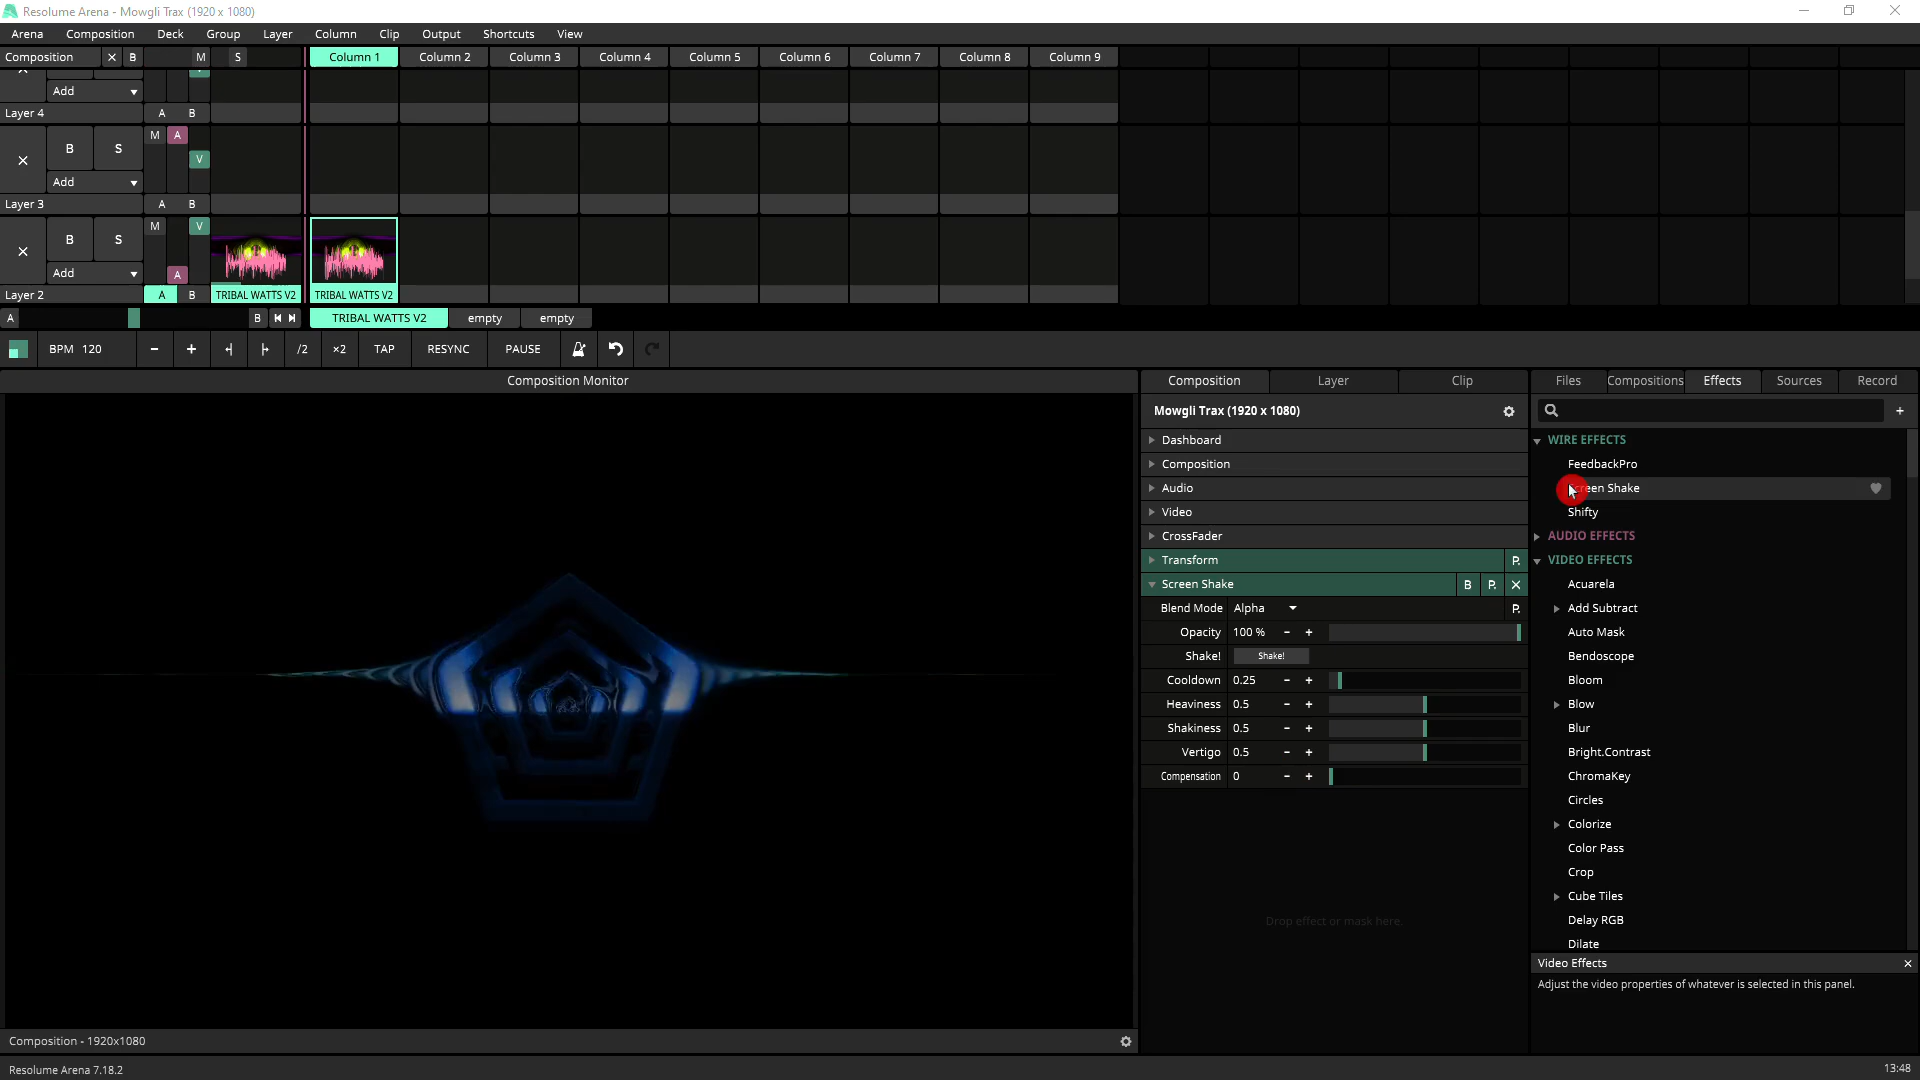 Resolume Arena - Mowgli Trax (1920 x 1080)
Arena Composition Deck Group Layer Column Clip Output Shortcuts View
Composition B M S Column 1 Column 2 Column 3 Column 4 Column 5 Column 6 Column 7 Column 8 Column 9
Add
Layer 4 A B
M A
B S
V
Add
Layer 3 A B
M V
B S
Add A
Layer 2 A B TRIBAL WATTS V2 TRIBAL WATTS V2
A B TRIBAL WATTS V2 empty empty
BPM 120 - + /2 ×2 TAP RESYNC PAUSE
Composition Monitor
Composition Layer Clip
Mowgli Trax (1920 x 1080)
Dashboard
Composition
Audio
Video
CrossFader
Transform P.
Screen Shake B P. X
Blend Mode Alpha P.
Opacity 100 % - +
Shake! Shake!
Cooldown 0.25 - +
Heaviness 0.5 - +
Shakiness 0.5 - +
Vertigo 0.5 - +
Compensation 0 - +
Drop effect or mask here.
Files Compositions Effects Sources Record
+
WIRE EFFECTS
FeedbackPro
Screen Shake
Shifty
AUDIO EFFECTS
VIDEO EFFECTS
Acuarela
Add Subtract
Auto Mask
Bendoscope
Bloom
Blow
Blur
Bright.Contrast
ChromaKey
Circles
Colorize
Color Pass
Crop
Cube Tiles
Delay RGB
Dilate
Video Effects
Adjust the video properties of whatever is selected in this panel.
Composition - 1920x1080
Resolume Arena 7.18.2
13:48